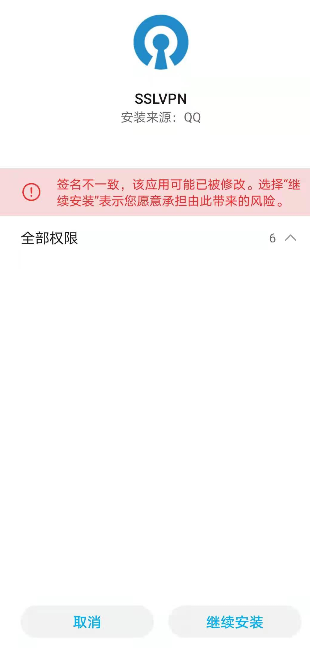 SSLVPN
安装来源：QQ
签名不一致，该应用可能已被修改。选择“继
续安装”表示您愿意承担由此带来的风险。
全部权限 6
取消 继续安装